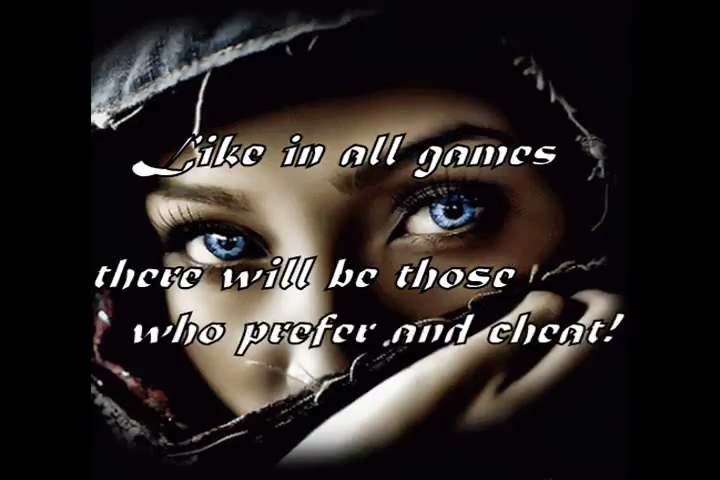 Like in all games
there will be those
who prefer and cheat!